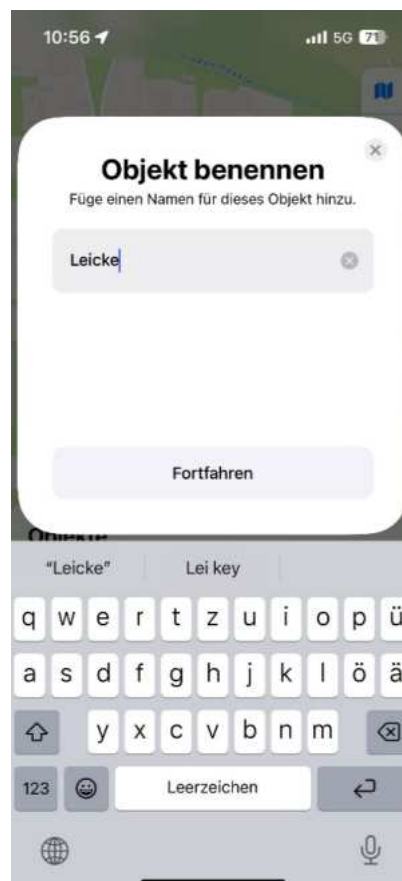 10:56 5G 71
Objekt benennen
Füge einen Namen für dieses Objekt hinzu.
Leicke
Fortfahren
Objekte
"Leicke" Lei key
q w e r t z u i o p ü
a s d f g h j k l ö ä
y x c v b n m
123 Leerzeichen